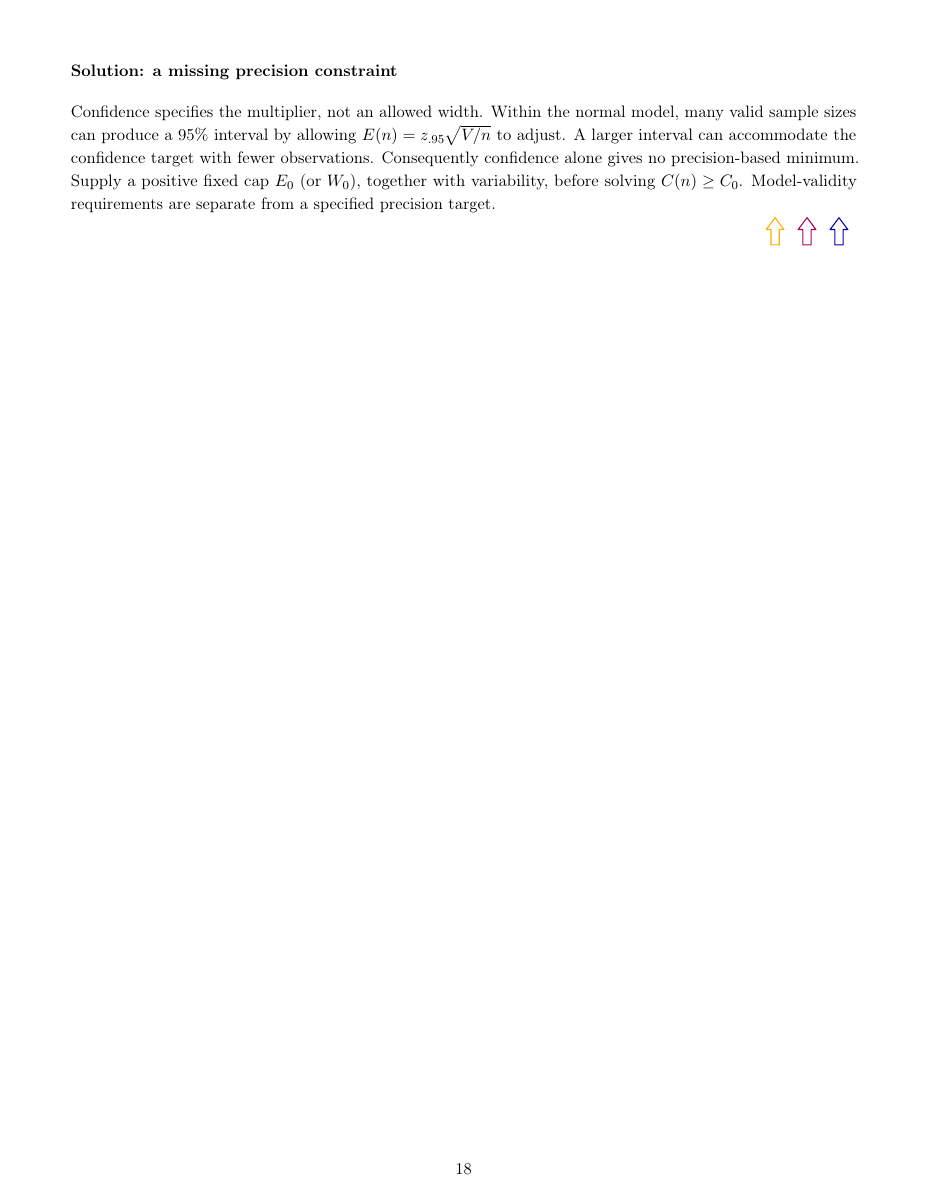 Solution: a missing precision constraint
Confidence specifies the multiplier, not an allowed width. Within the normal model, many valid sample sizes
can produce a 95% interval by allowing E(n) = z.95√V/n to adjust. A larger interval can accommodate the
confidence target with fewer observations. Consequently confidence alone gives no precision-based minimum.
Supply a positive fixed cap E₀ (or W₀), together with variability, before solving C(n) ≥ C₀. Model-validity
requirements are separate from a specified precision target.
18